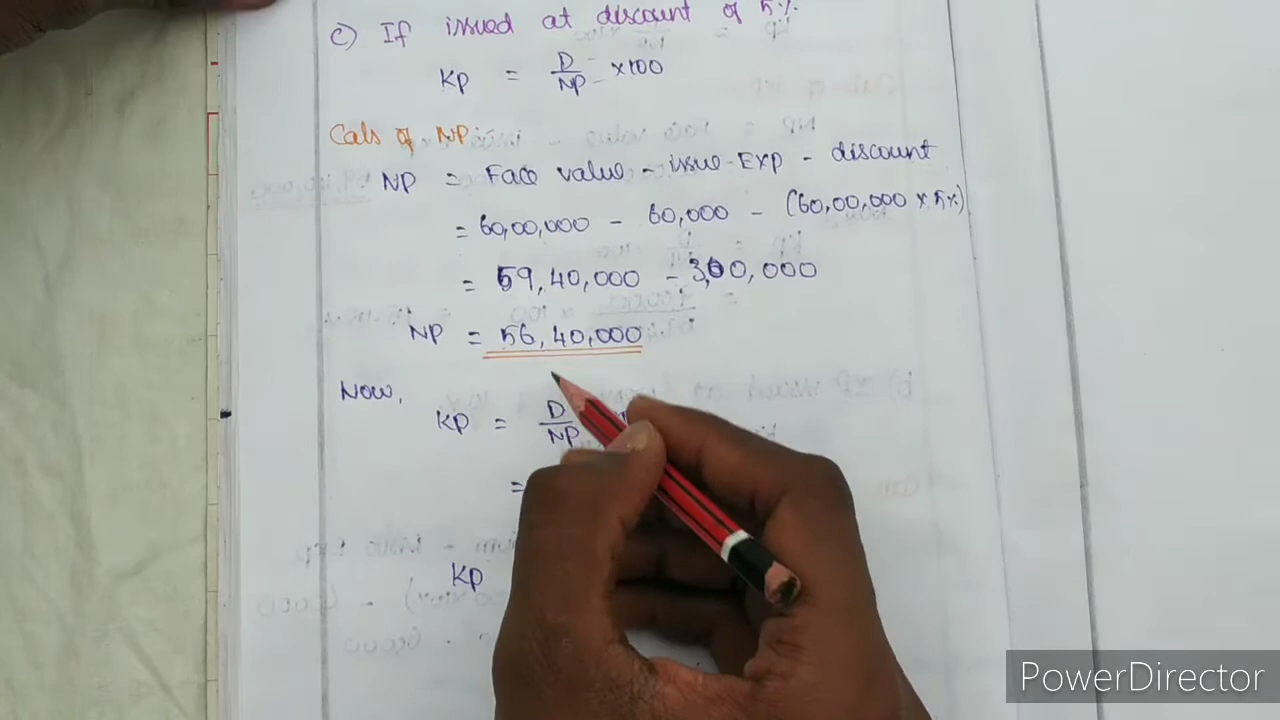 c) If issued at discount of 5%.
Kp = D/NP × 100
Cals of NP
NP = Face value - issue Exp - discount
= 60,00,000 - 60,000 - (60,00,000 × 5%)
= 59,40,000 - 3,00,000
NP = 56,40,000
Now,
Kp = D/NP
=
Kp
PowerDirector